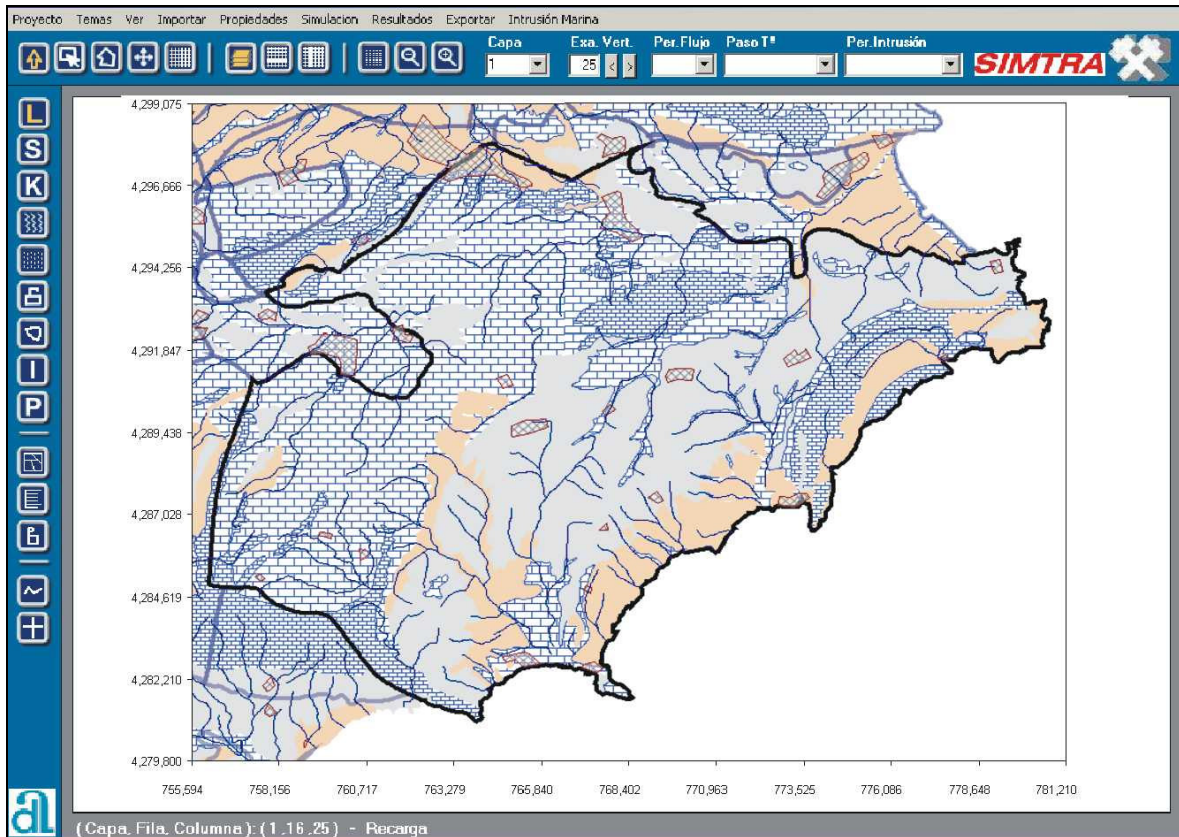 Proyecto Temas Ver Importar Propiedades Simulacion Resultados Exportar Intrusión Marina
Capa Exa. Vert. Per.Flujo Paso Tº Per.Intrusión
1 25 < > SIMTRA
L
S
K
I
P
4,299,075
4,296,666
4,294,256
4,291,847
4,289,438
4,287,028
4,284,619
4,282,210
4,279,800
755,594 758,156 760,717 763,279 765,840 768,402 770,963 773,525 776,086 778,648 781,210
(Capa, Fila, Columna): (1,16,25) - Recarga